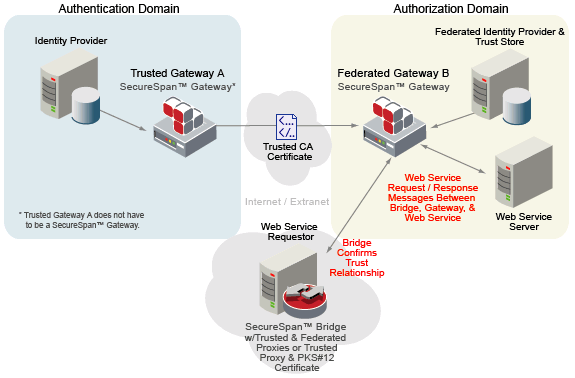 Authentication Domain
Authorization Domain
Identity Provider
Federated Identity Provider &
Trust Store
Trusted Gateway A
SecureSpan™ Gateway*
Federated Gateway B
SecureSpan™ Gateway
<...>
</..
Trusted CA
Certificate
Internet / Extranet
Web Service
Request / Response
Messages Between
Bridge, Gateway, &
Web Service
Web Service
Server
* Trusted Gateway A does not have
to be a SecureSpan™ Gateway.
Web Service
Requestor
Bridge
Confirms
Trust
Relationship
SecureSpan™ Bridge
w/Trusted & Federated
Proxies or Trusted
Proxy & PKS#12
Certificate